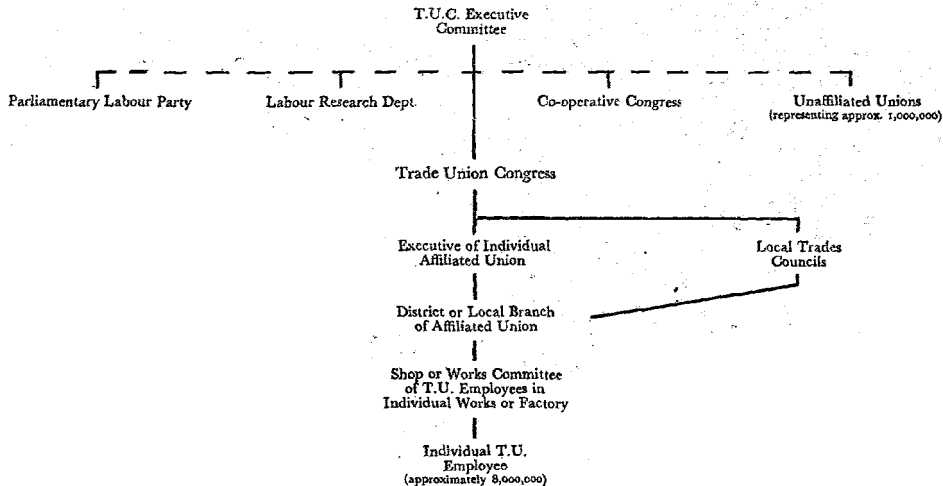 T.U.C. Executive
Committee
Parliamentary Labour Party
Labour Research Dept.
Co-operative Congress
Unaffiliated Unions
(representing approx. 1,000,000)
Trade Union Congress
Executive of Individual
Affiliated Union
Local Trades
Councils
District or Local Branch
of Affiliated Union
Shop or Works Committee
of T.U. Employees in
Individual Works or Factory
Individual T.U.
Employee
(approximately 8,000,000)